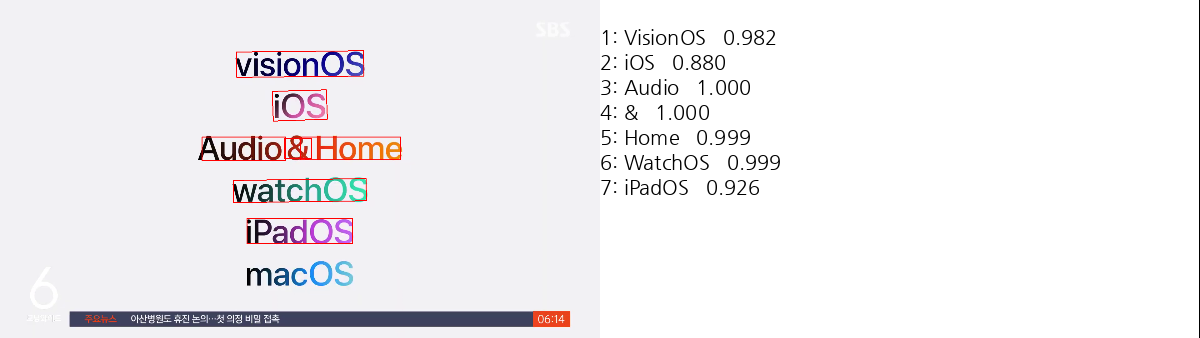 SBS
visionOS
iOS
Audio & Home
watchOS
iPadOS
macOS
6
주요뉴스 아산병원도 휴진 논의…첫 의정 비밀 접촉 06:14
1: VisionOS 0.982
2: iOS 0.880
3: Audio 1.000
4: & 1.000
5: Home 0.999
6: WatchOS 0.999
7: iPadOS 0.926